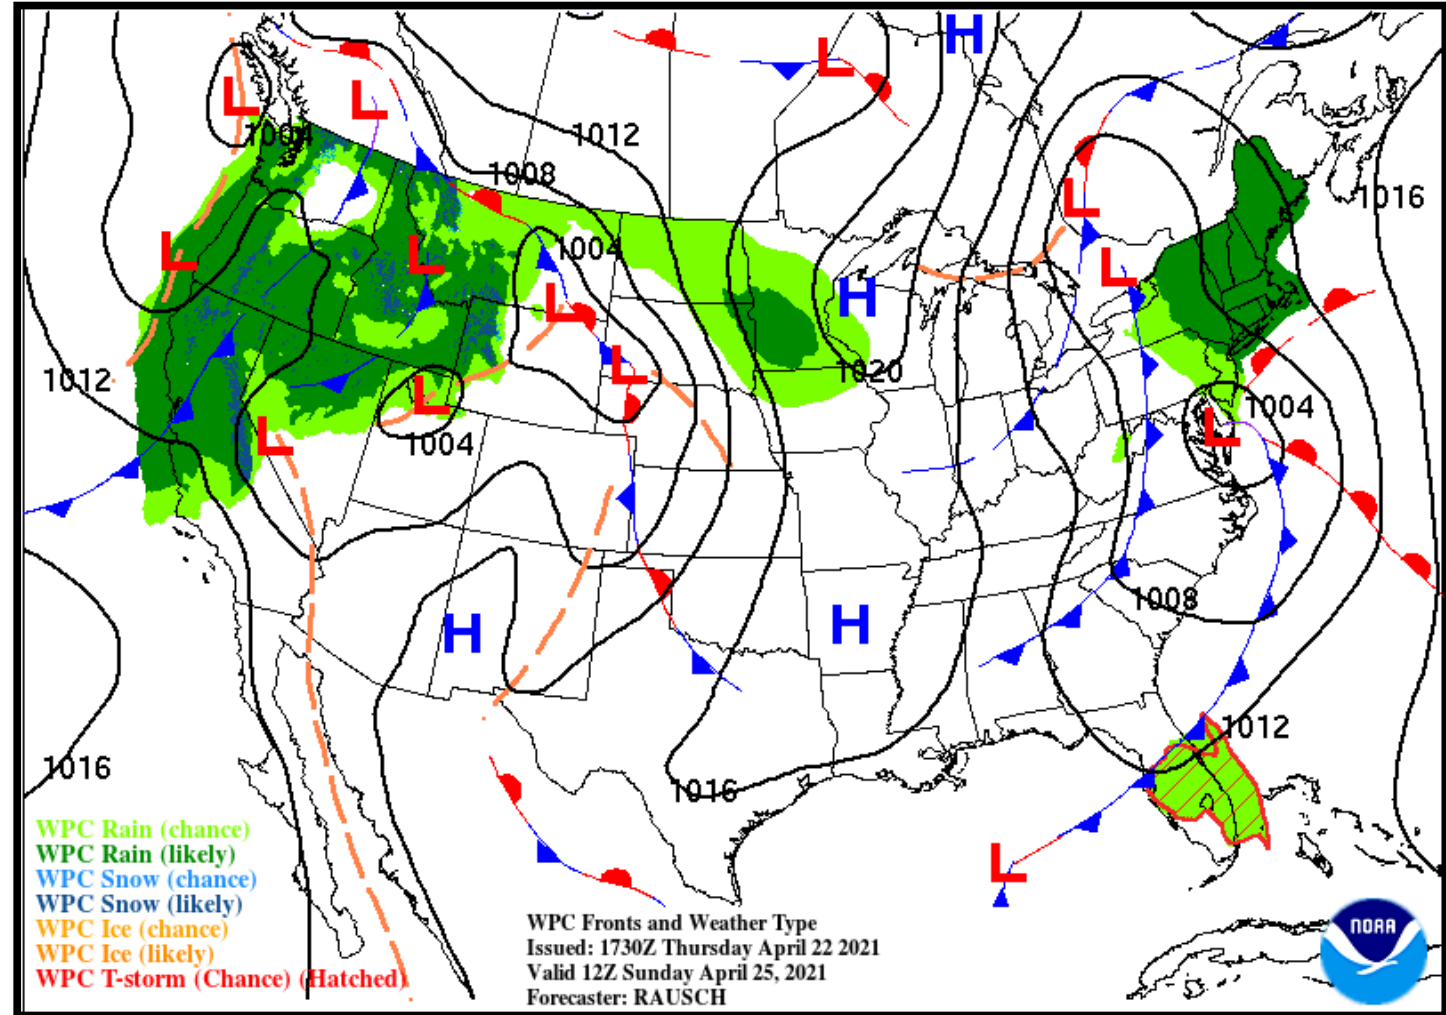 H
L
L
L
1004
1012
1008
1016
L
L
L
1004
L
H
L
L
1012
1020
L
L
1004
L
1004
L
H
H
1008
1012
1016
1016
L
WPC Rain (chance)
WPC Rain (likely)
WPC Snow (chance)
WPC Snow (likely)
WPC Ice (chance)
WPC Ice (likely)
WPC T-storm (Chance) (Hatched)
WPC Fronts and Weather Type
Issued: 1730Z Thursday April 22 2021
Valid 12Z Sunday April 25, 2021
Forecaster: RAUSCH
NOAA